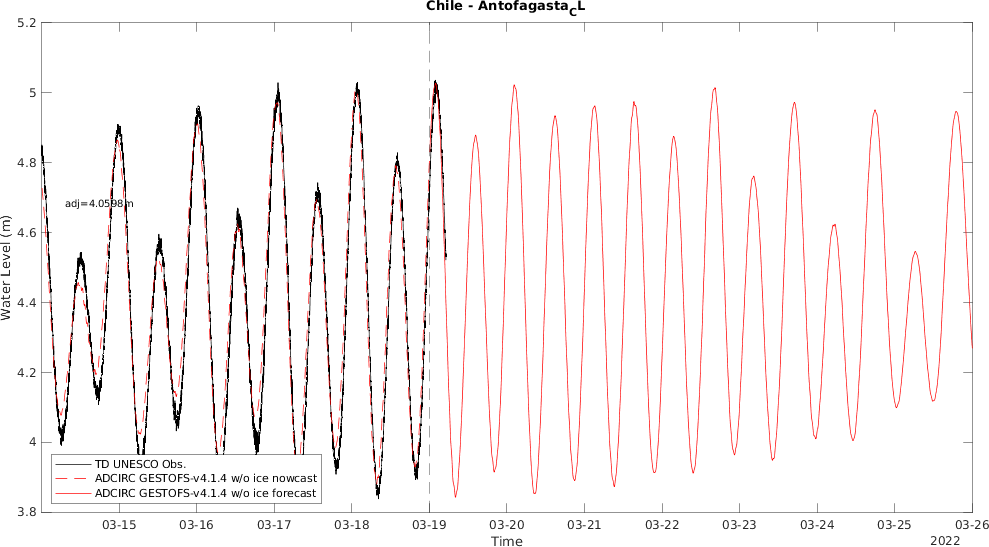 Chile - Antofagasta_CL
5.2
5
4.8
4.6
4.4
4.2
4
3.8
Water Level (m)
adj=4.0598m
TD UNESCO Obs.
ADCIRC GESTOFS-v4.1.4 w/o ice nowcast
ADCIRC GESTOFS-v4.1.4 w/o ice forecast
03-15 03-16 03-17 03-18 03-19 03-20 03-21 03-22 03-23 03-24 03-25 03-26
Time
2022